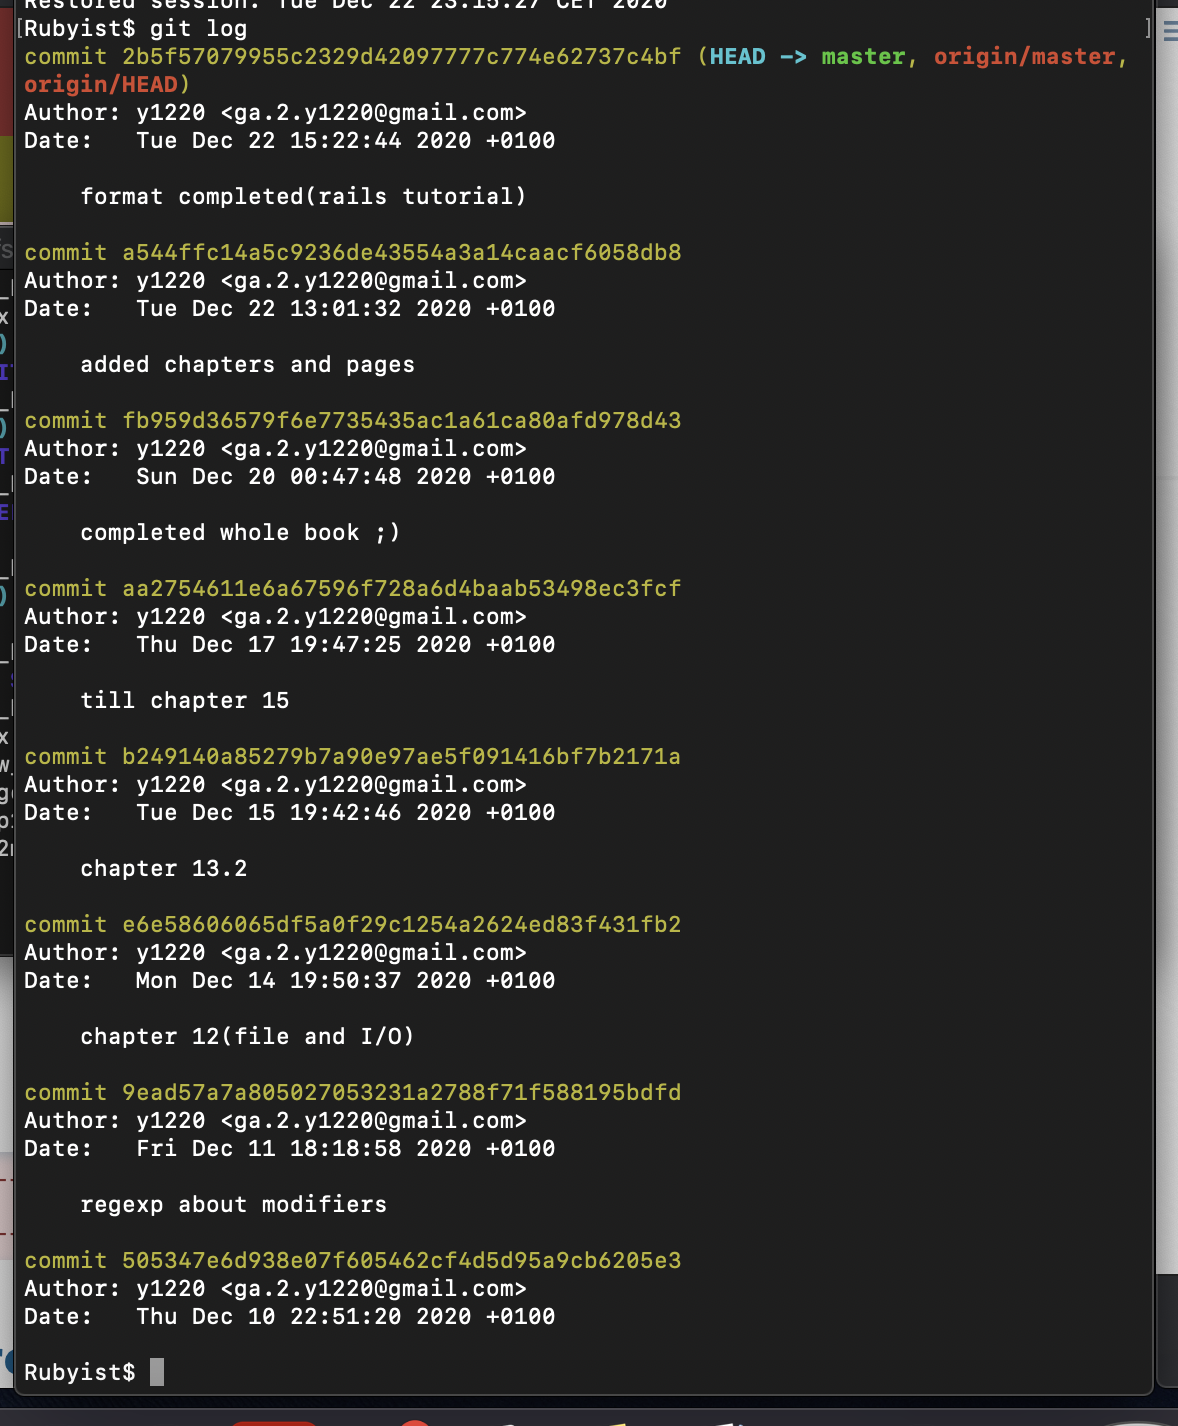 Restored session: Tue Dec 22 23:15:27 CET 2020
[Rubyist$ git log ]
commit 2b5f57079955c2329d42097777c774e62737c4bf (HEAD -> master, origin/master,
origin/HEAD)
Author: y1220 <ga.2.y1220@gmail.com>
Date:   Tue Dec 22 15:22:44 2020 +0100
format completed(rails tutorial)
commit a544ffc14a5c9236de43554a3a14caacf6058db8
Author: y1220 <ga.2.y1220@gmail.com>
Date:   Tue Dec 22 13:01:32 2020 +0100
added chapters and pages
commit fb959d36579f6e7735435ac1a61ca80afd978d43
Author: y1220 <ga.2.y1220@gmail.com>
Date:   Sun Dec 20 00:47:48 2020 +0100
completed whole book ;)
commit aa2754611e6a67596f728a6d4baab53498ec3fcf
Author: y1220 <ga.2.y1220@gmail.com>
Date:   Thu Dec 17 19:47:25 2020 +0100
till chapter 15
commit b249140a85279b7a90e97ae5f091416bf7b2171a
Author: y1220 <ga.2.y1220@gmail.com>
Date:   Tue Dec 15 19:42:46 2020 +0100
chapter 13.2
commit e6e58606065df5a0f29c1254a2624ed83f431fb2
Author: y1220 <ga.2.y1220@gmail.com>
Date:   Mon Dec 14 19:50:37 2020 +0100
chapter 12(file and I/O)
commit 9ead57a7a805027053231a2788f71f588195bdfd
Author: y1220 <ga.2.y1220@gmail.com>
Date:   Fri Dec 11 18:18:58 2020 +0100
regexp about modifiers
commit 505347e6d938e07f605462cf4d5d95a9cb6205e3
Author: y1220 <ga.2.y1220@gmail.com>
Date:   Thu Dec 10 22:51:20 2020 +0100
Rubyist$